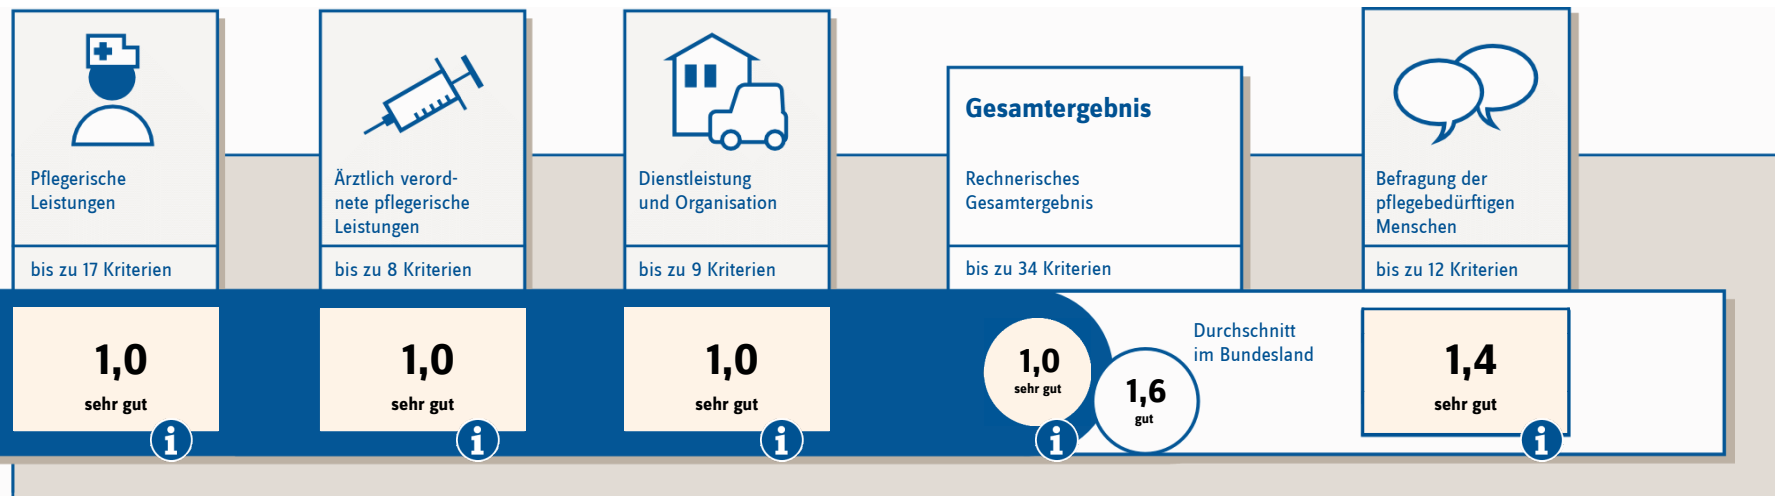 Pflegerische
Leistungen
bis zu 17 Kriterien
1,0
sehr gut
i
Ärztlich verord-
nete pflegerische
Leistungen
bis zu 8 Kriterien
1,0
sehr gut
i
Dienstleistung
und Organisation
bis zu 9 Kriterien
1,0
sehr gut
i
Gesamtergebnis
Rechnerisches
Gesamtergebnis
bis zu 34 Kriterien
1,0
sehr gut
i
1,6
gut
Durchschnitt
im Bundesland
Befragung der
pflegebedürftigen
Menschen
bis zu 12 Kriterien
1,4
sehr gut
i